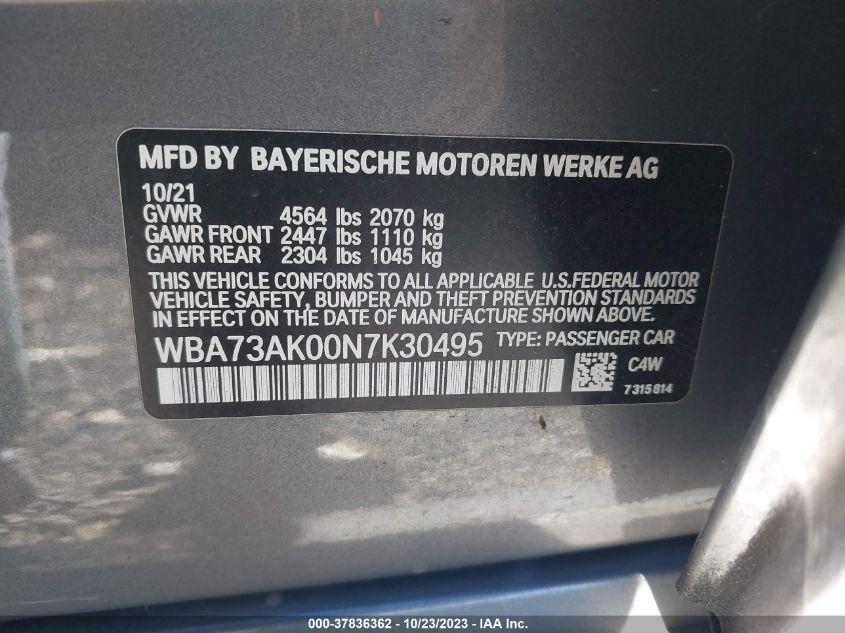 MFD BY BAYERISCHE MOTOREN WERKE AG
10/21
GVWR 4564 lbs 2070 kg
GAWR FRONT 2447 lbs 1110 kg
GAWR REAR 2304 lbs 1045 kg
THIS VEHICLE CONFORMS TO ALL APPLICABLE U.S.FEDERAL MOTOR
VEHICLE SAFETY, BUMPER AND THEFT PREVENTION STANDARDS
IN EFFECT ON THE DATE OF MANUFACTURE SHOWN ABOVE.
WBA73AK00N7K30495 TYPE: PASSENGER CAR
C4W
7315814
000-37836362 - 10/23/2023 - IAA Inc.